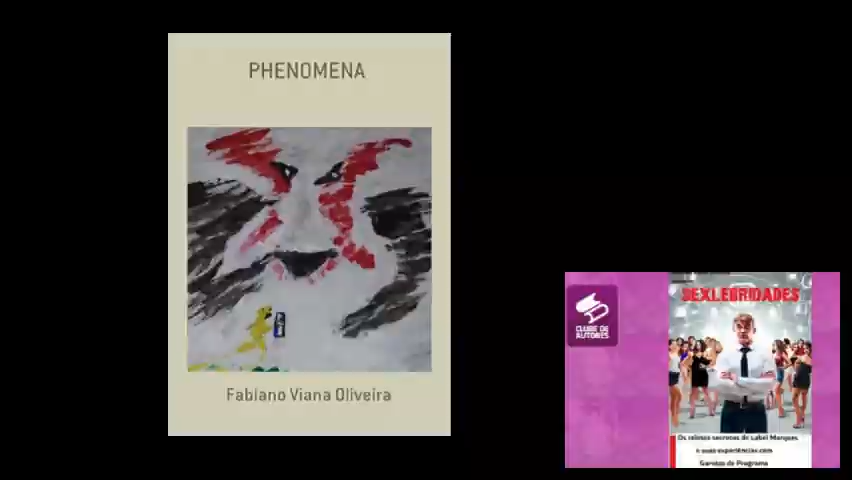 PHENOMENA
Fabiano Viana Oliveira
CLUBE DE
AUTORES
SEXLEBRIDADES
Os relatos secretos de Label Marques
e suas experiências com
Garotas de Programa